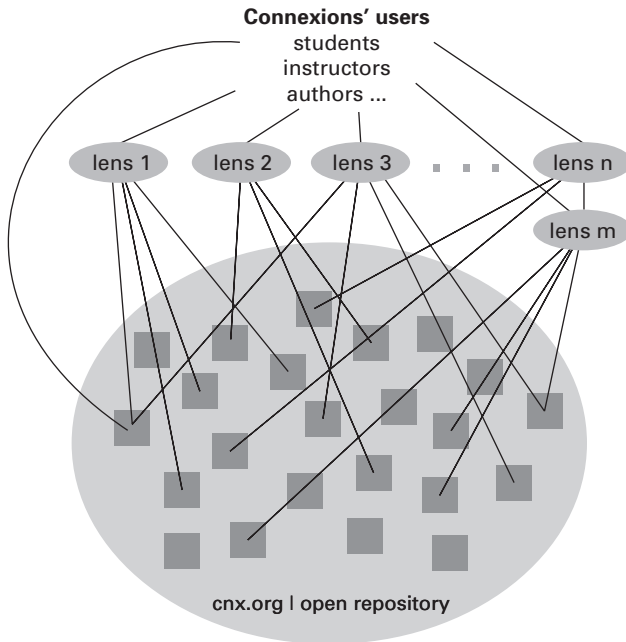 Connexions’ users
students
instructors
authors ...
lens 1
lens 2
lens 3
lens n
lens m
cnx.org | open repository